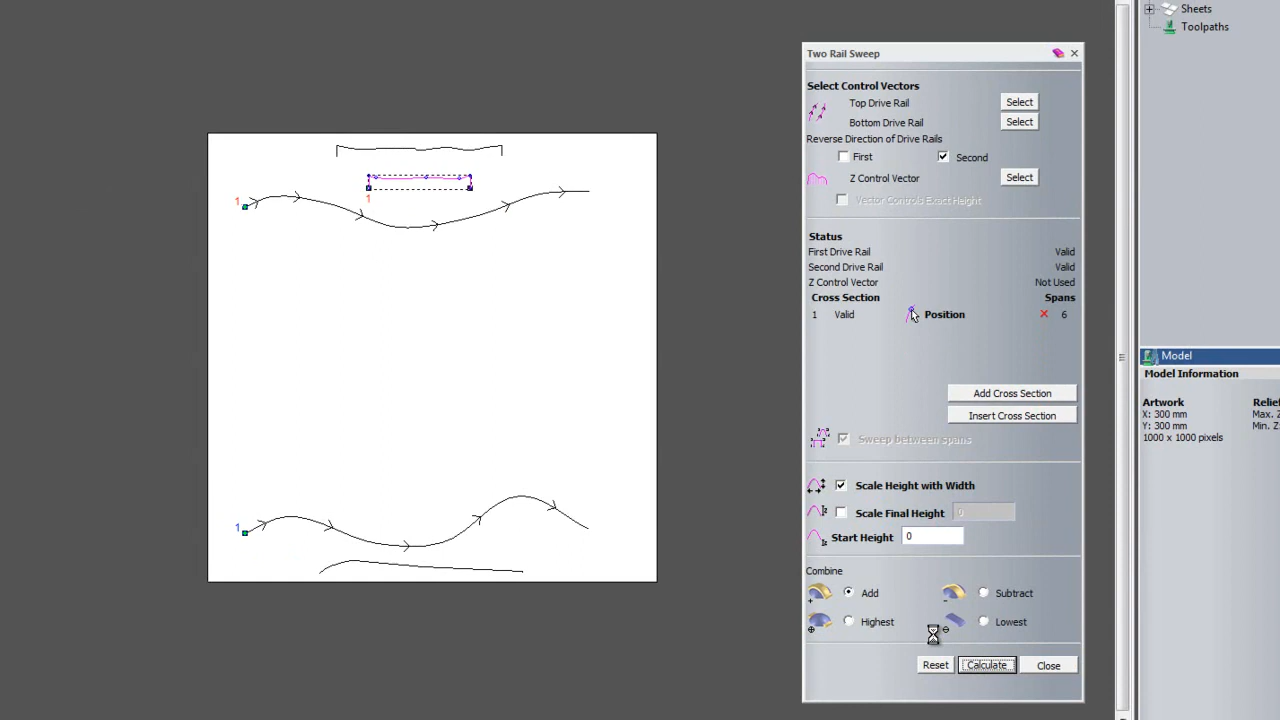 Sheets
Toolpaths
Two Rail Sweep
Select Control Vectors
Top Drive Rail Select
Bottom Drive Rail Select
Reverse Direction of Drive Rails
First Second
Z Control Vector Select
Vector Controls Exact Height
Status
First Drive Rail Valid
Second Drive Rail Valid
Z Control Vector Not Used
Cross Section Spans
1 Valid Position 6
Add Cross Section
Insert Cross Section
Sweep between spans
Scale Height with Width
Scale Final Height 0
Start Height 0
Combine
Add Subtract
Highest Lowest
Reset Calculate Close
1
1
1
Model
Model Information
Artwork Relief
X: 300 mm Max. Z
Y: 300 mm Min. Z
1000 x 1000 pixels